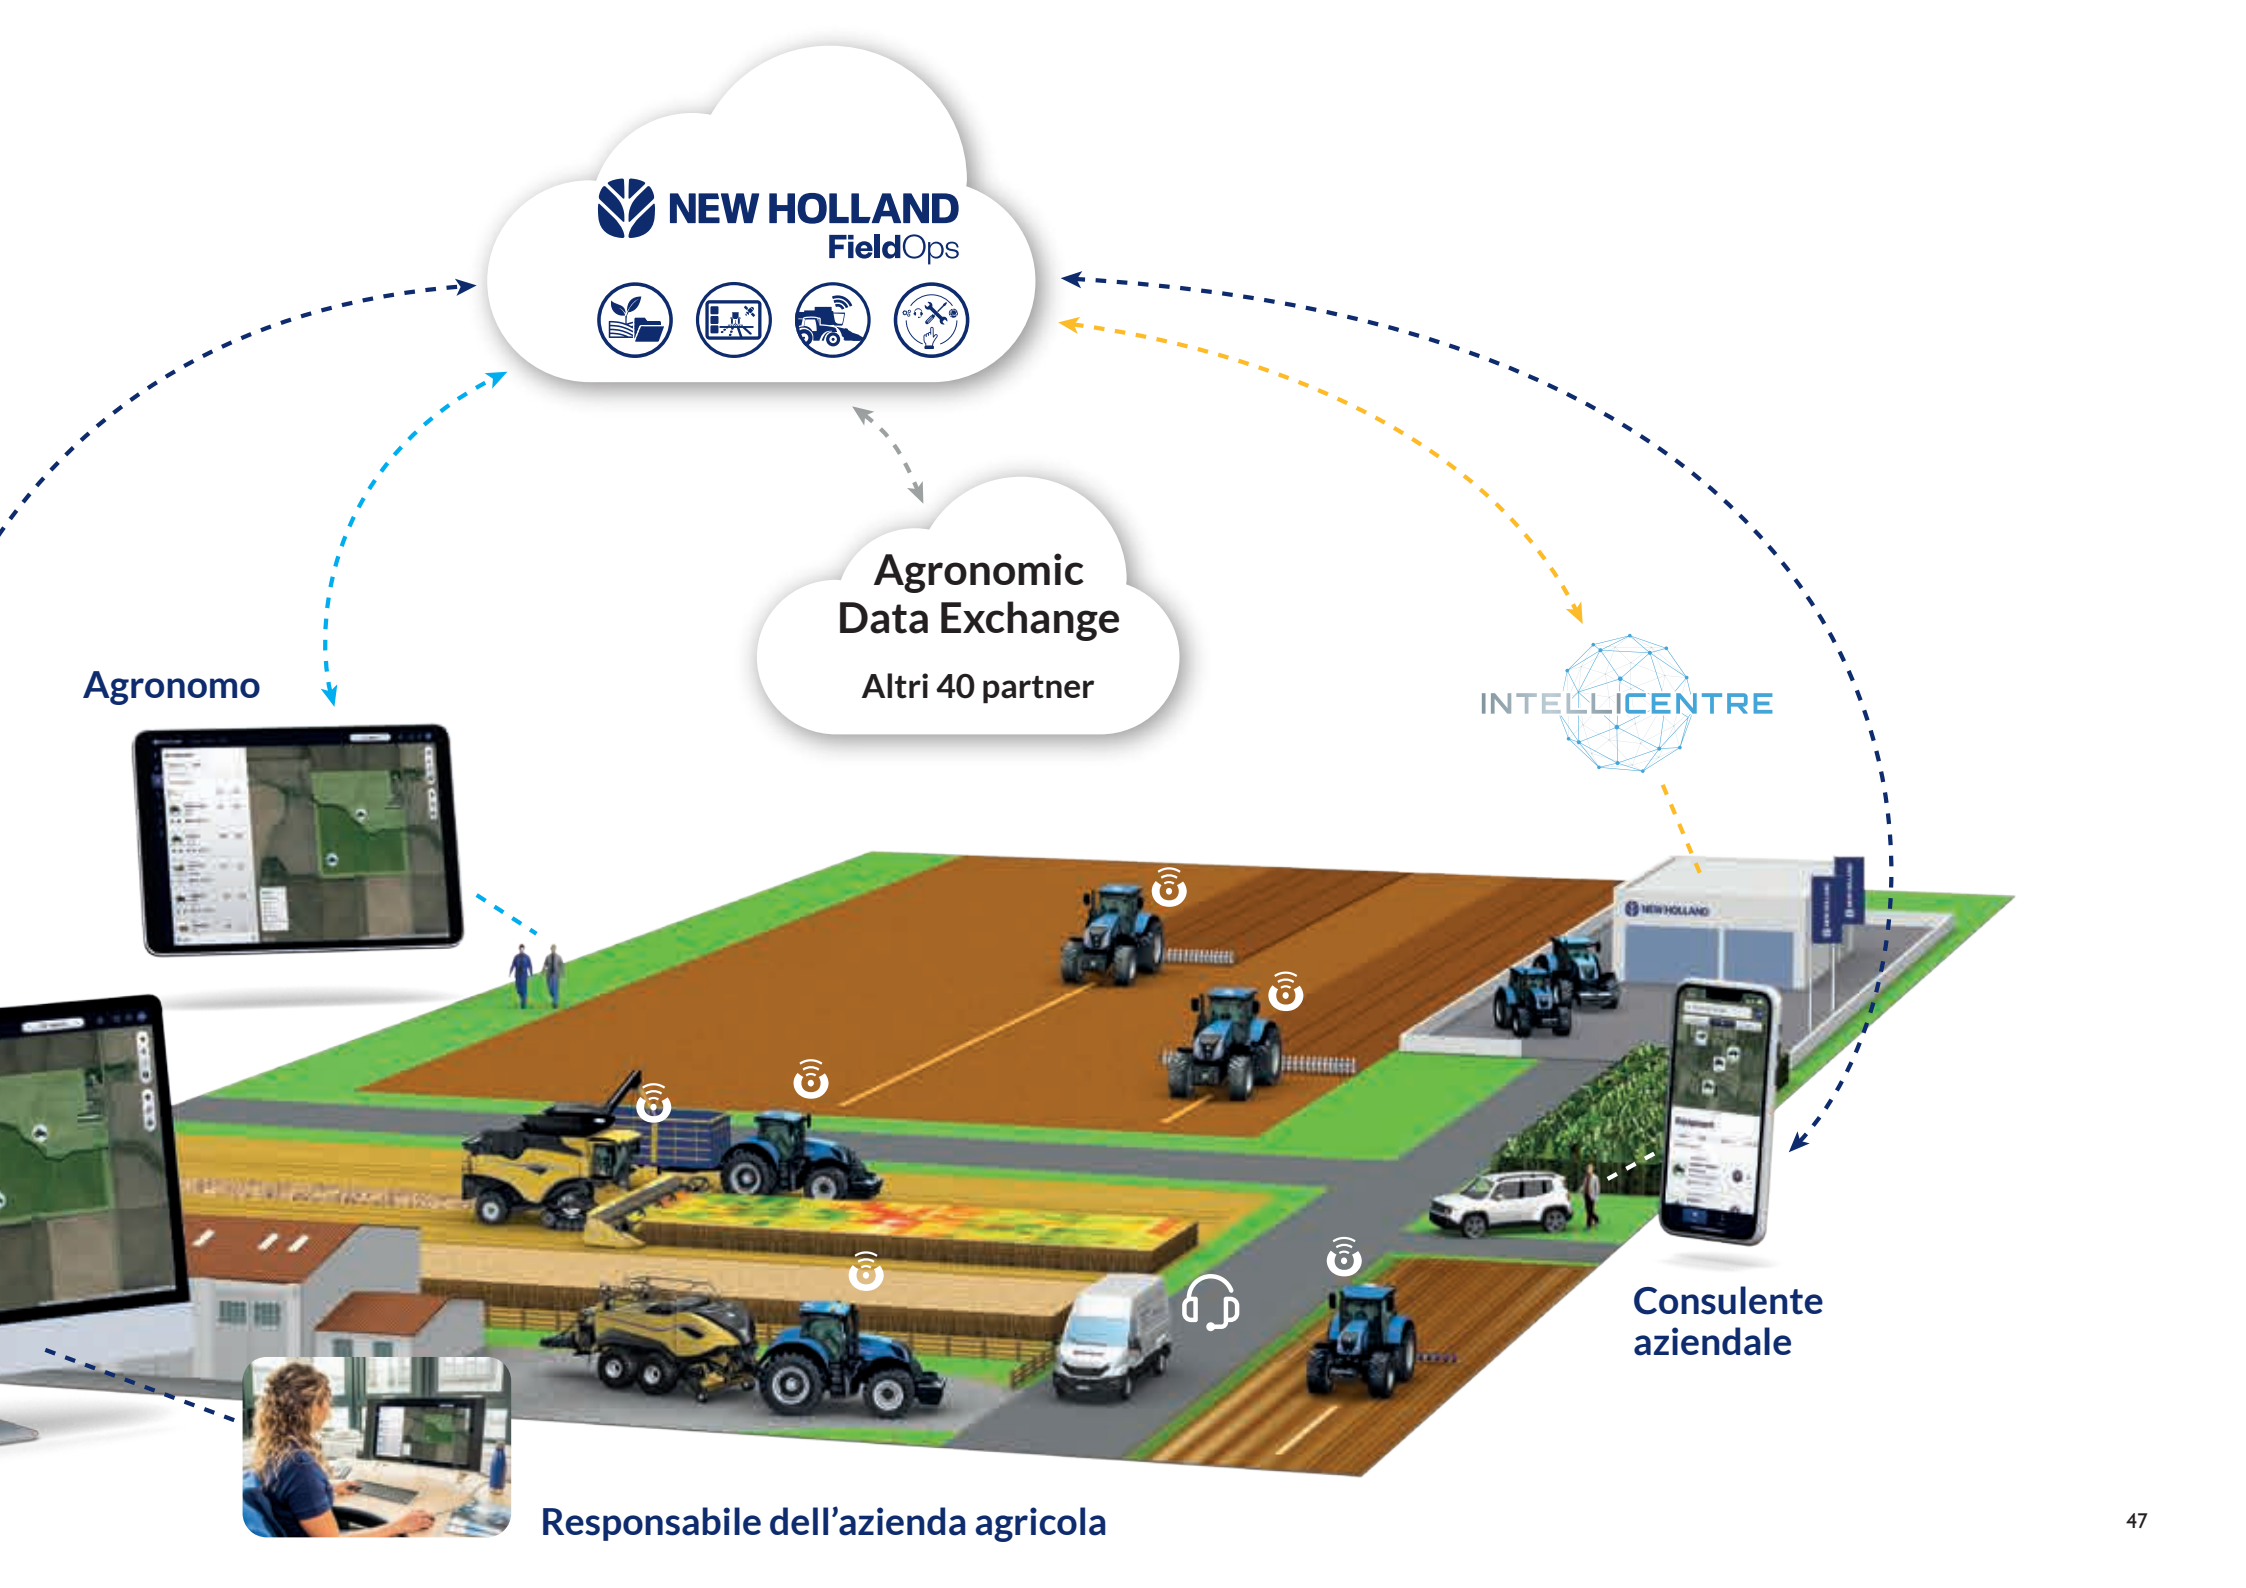 NEW HOLLAND
FieldOps
Agronomic
Data Exchange
Altri 40 partner
Agronomo
INTELLICENTRE
NEW HOLLAND
Equipment
Consulente
aziendale
Responsabile dell'azienda agricola
47